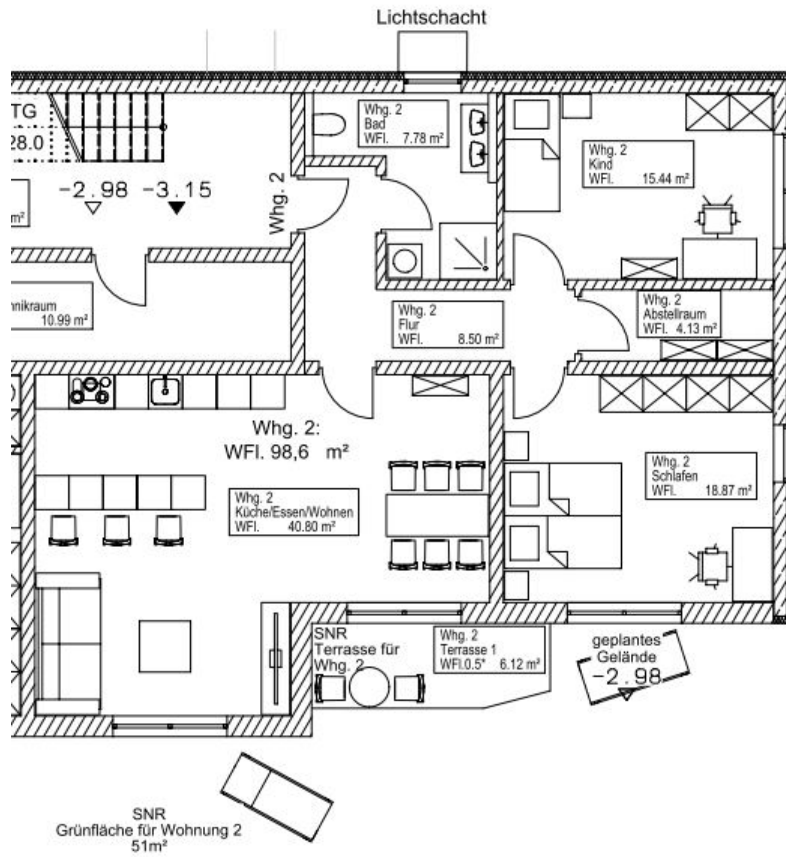 Lichtschacht
TG
28.0
-2.98 -3.15
m²
Whg. 2
Whg. 2
Bad
WFl. 7.78 m²
Whg. 2
Kind
WFl. 15.44 m²
10.99 m²
Whg. 2
Flur
WFl. 8.50 m²
Whg. 2
Abstellraum
WFl. 4.13 m²
Whg. 2:
WFl. 98,6 m²
Whg. 2
Küche/Essen/Wohnen
WFl. 40.80 m²
Whg. 2
Schlafen
WFl. 18.87 m²
SNR
Terrasse für
Whg. 2
Whg. 2
Terrasse 1
WFl.0.5* 6.12 m²
geplantes
Gelände
-2.98
SNR
Grünfläche für Wohnung 2
51m²